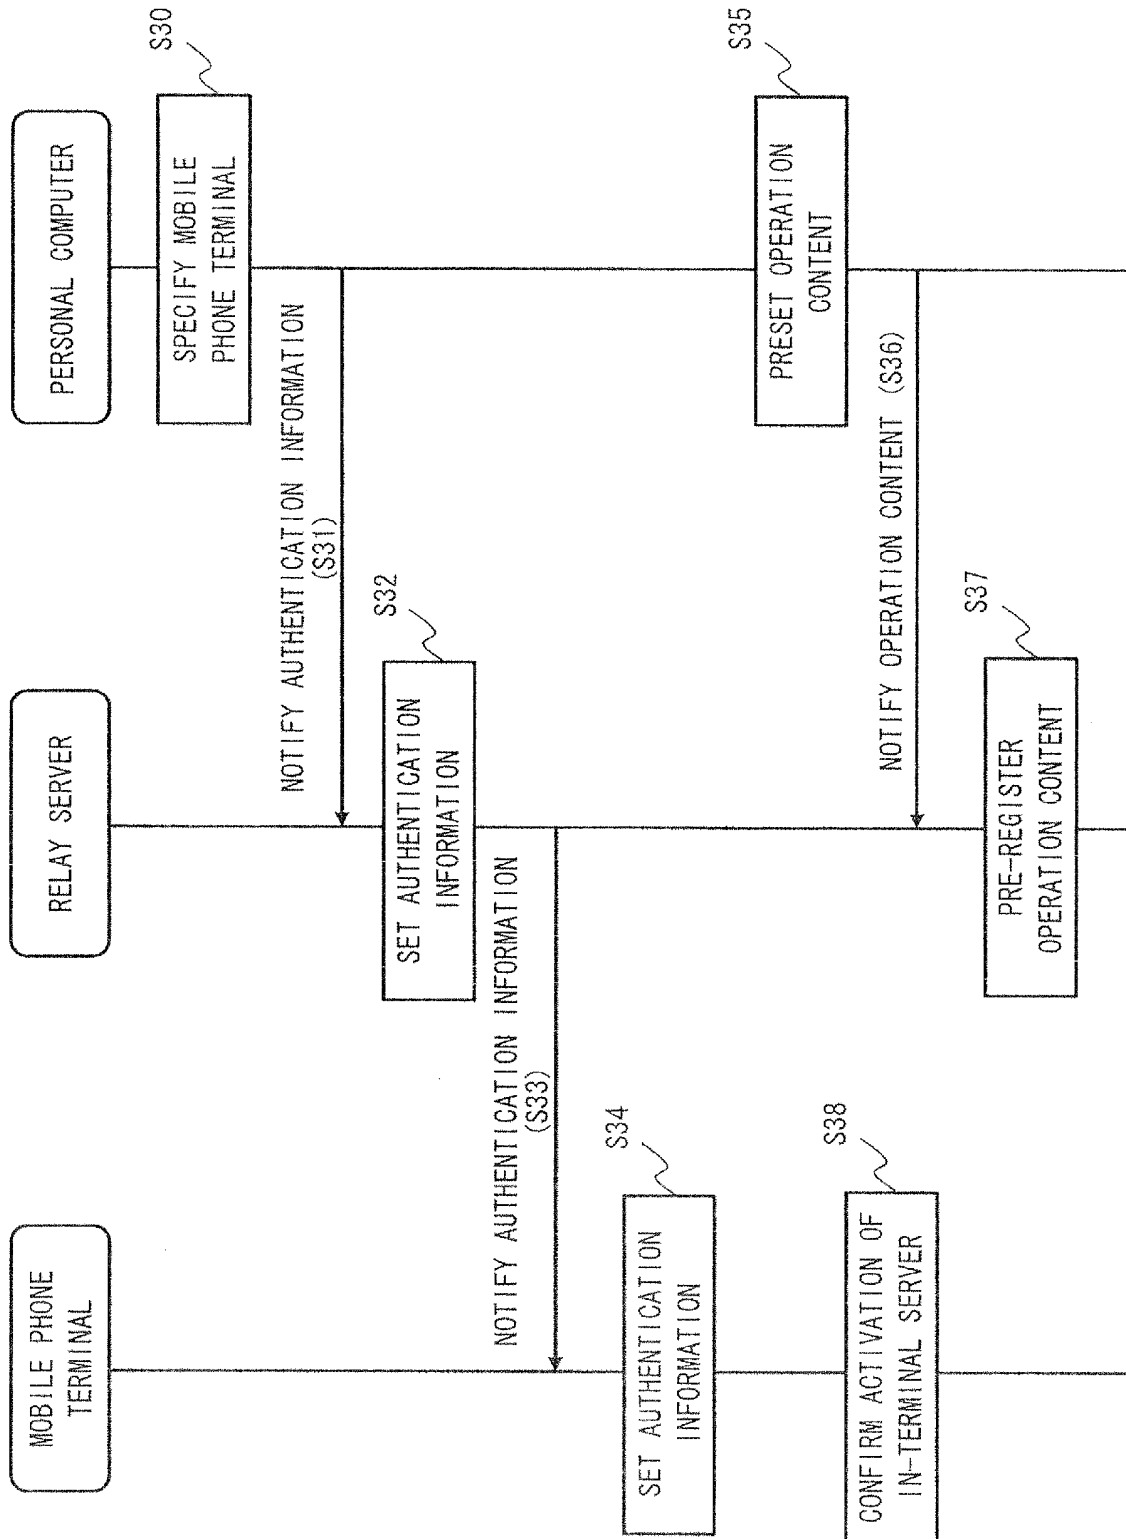 MOBILE PHONE
TERMINAL
RELAY SERVER
PERSONAL COMPUTER
SPECIFY MOBILE
PHONE TERMINAL
S30
NOTIFY AUTHENTICATION INFORMATION
(S31)
SET AUTHENTICATION
INFORMATION
S32
NOTIFY AUTHENTICATION INFORMATION
(S33)
SET AUTHENTICATION
INFORMATION
S34
PRESET OPERATION
CONTENT
S35
NOTIFY OPERATION CONTENT (S36)
PRE-REGISTER
OPERATION CONTENT
S37
CONFIRM ACTIVATION OF
IN-TERMINAL SERVER
S38